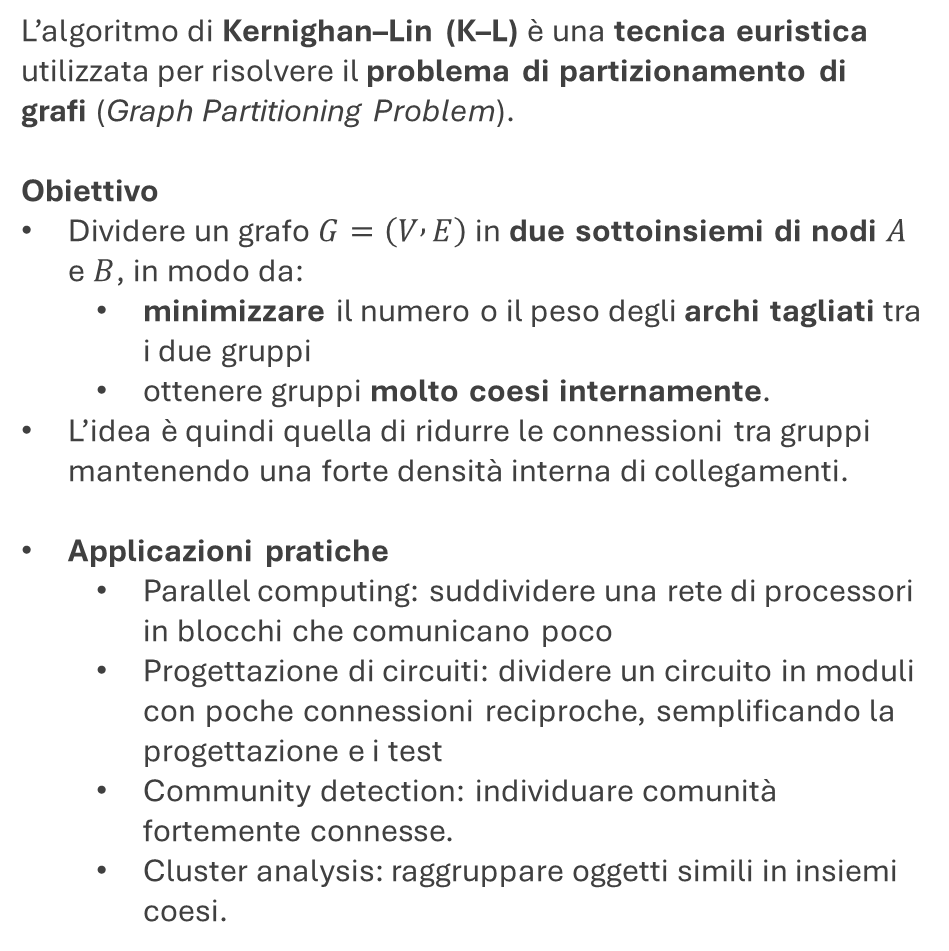 L’algoritmo di Kernighan–Lin (K–L) è una tecnica euristica
utilizzata per risolvere il problema di partizionamento di
grafi (Graph Partitioning Problem).
Obiettivo
• Dividere un grafo G = (V, E) in due sottoinsiemi di nodi A
e B, in modo da:
• minimizzare il numero o il peso degli archi tagliati tra
i due gruppi
• ottenere gruppi molto coesi internamente.
• L’idea è quindi quella di ridurre le connessioni tra gruppi
mantenendo una forte densità interna di collegamenti.
• Applicazioni pratiche
• Parallel computing: suddividere una rete di processori
in blocchi che comunicano poco
• Progettazione di circuiti: dividere un circuito in moduli
con poche connessioni reciproche, semplificando la
progettazione e i test
• Community detection: individuare comunità
fortemente connesse.
• Cluster analysis: raggruppare oggetti simili in insiemi
coesi.